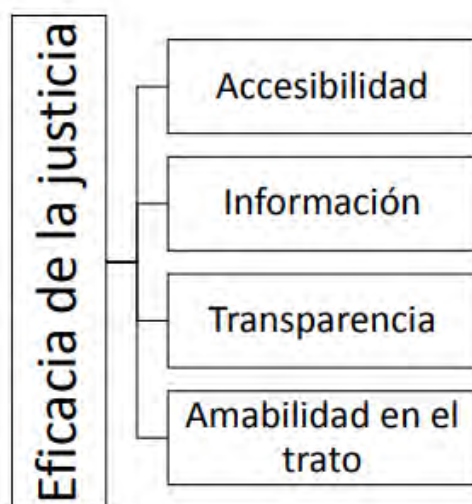 Eficacia de la justicia
Accesibilidad
Información
Transparencia
Amabilidad en el
trato